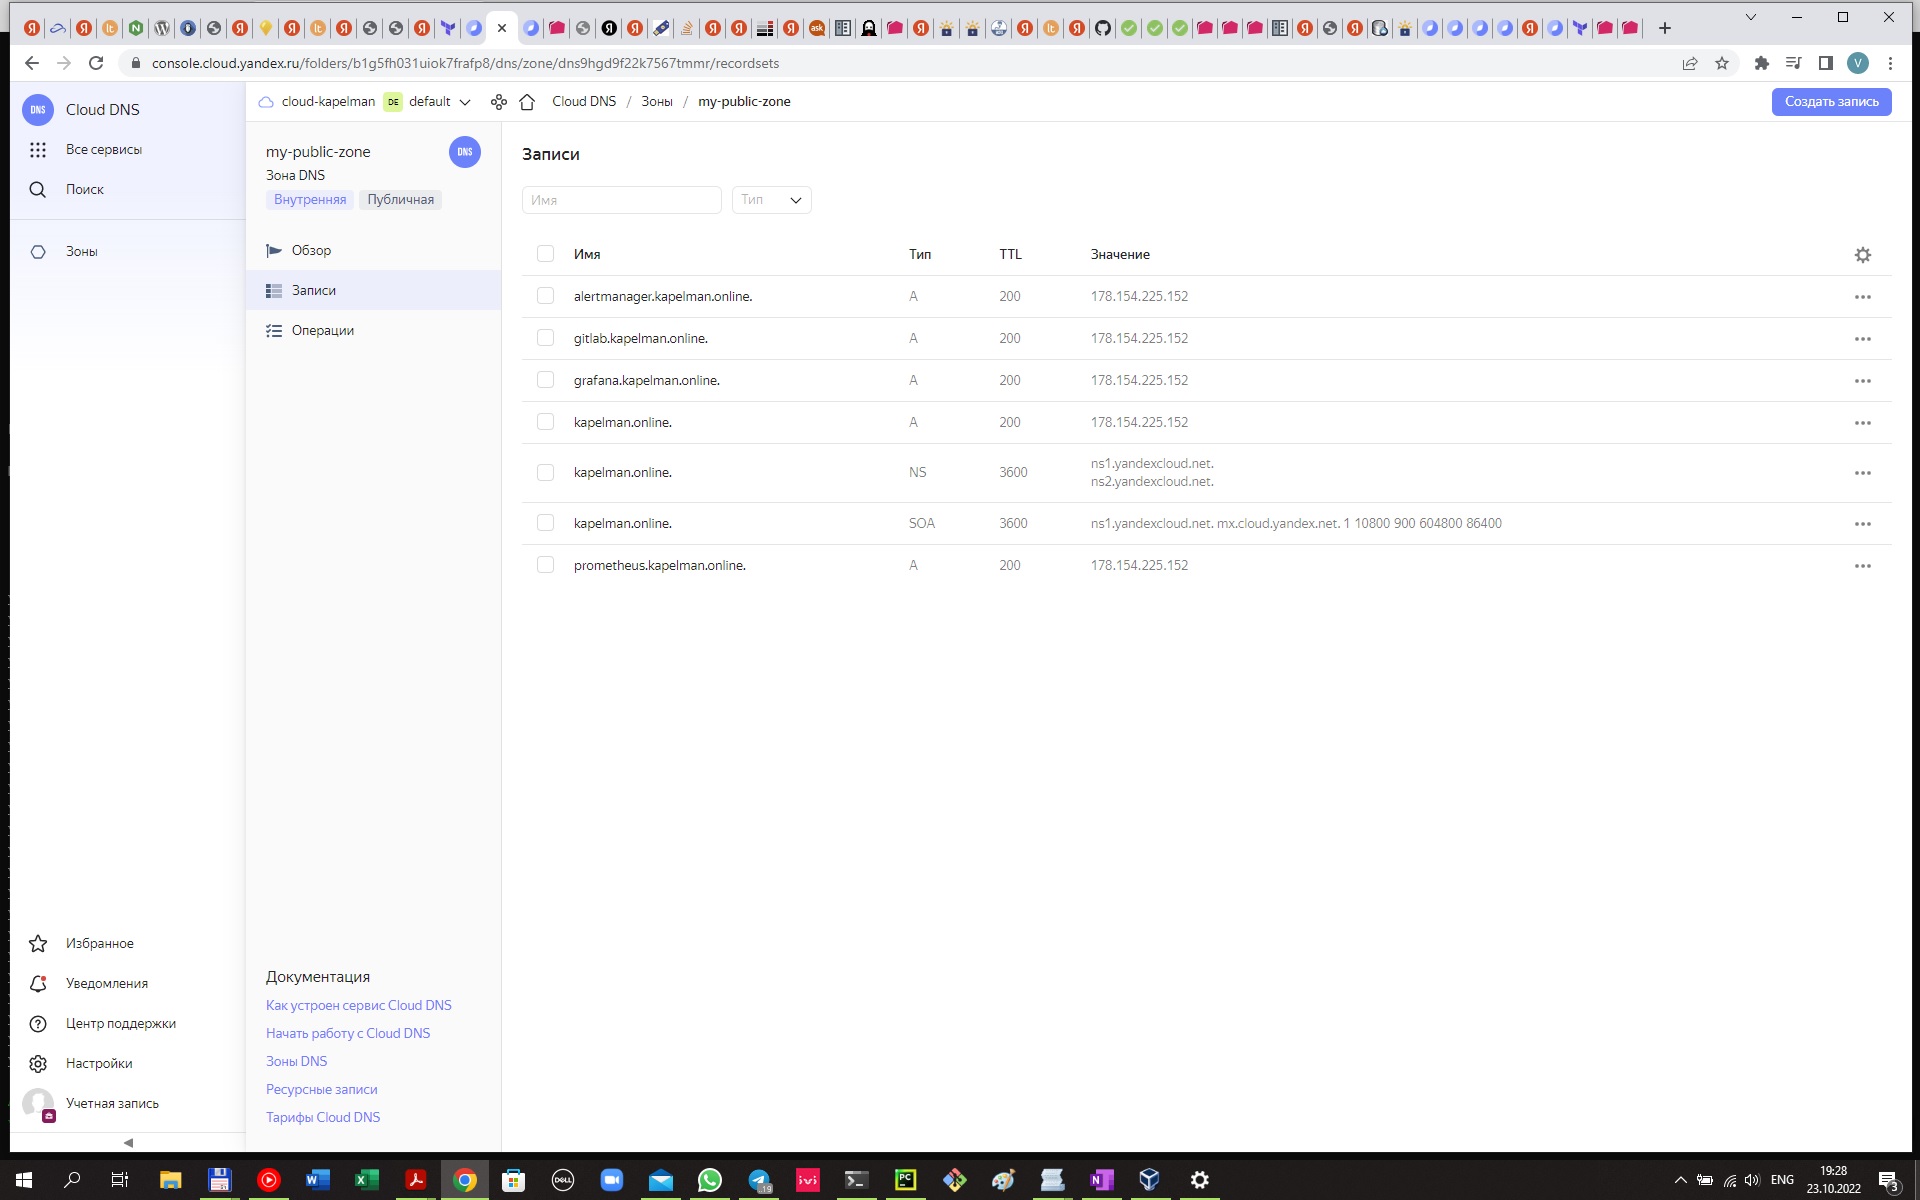 console.cloud.yandex.ru/folders/b1g5fh031uiok7frafp8/dns/zone/dns9hgd9f22k7567tmmr/recordsets
V
DNS Cloud DNS
Все сервисы
Поиск
Зоны
Избранное
Уведомления
Центр поддержки
Настройки
Учетная запись
cloud-kapelman DE default Cloud DNS / Зоны / my-public-zone
Создать запись
my-public-zone
DNS
Зона DNS
Внутренняя Публичная
Обзор
Записи
Операции
Документация
Как устроен сервис Cloud DNS
Начать работу с Cloud DNS
Зоны DNS
Ресурсные записи
Тарифы Cloud DNS
Записи
Имя Тип
Имя Тип TTL Значение
alertmanager.kapelman.online. A 200 178.154.225.152
gitlab.kapelman.online. A 200 178.154.225.152
grafana.kapelman.online. A 200 178.154.225.152
kapelman.online. A 200 178.154.225.152
kapelman.online. NS 3600 ns1.yandexcloud.net.
ns2.yandexcloud.net.
kapelman.online. SOA 3600 ns1.yandexcloud.net. mx.cloud.yandex.net. 1 10800 900 604800 86400
prometheus.kapelman.online. A 200 178.154.225.152
DELL
19
ivi
PC
ENG
19:28
23.10.2022
3